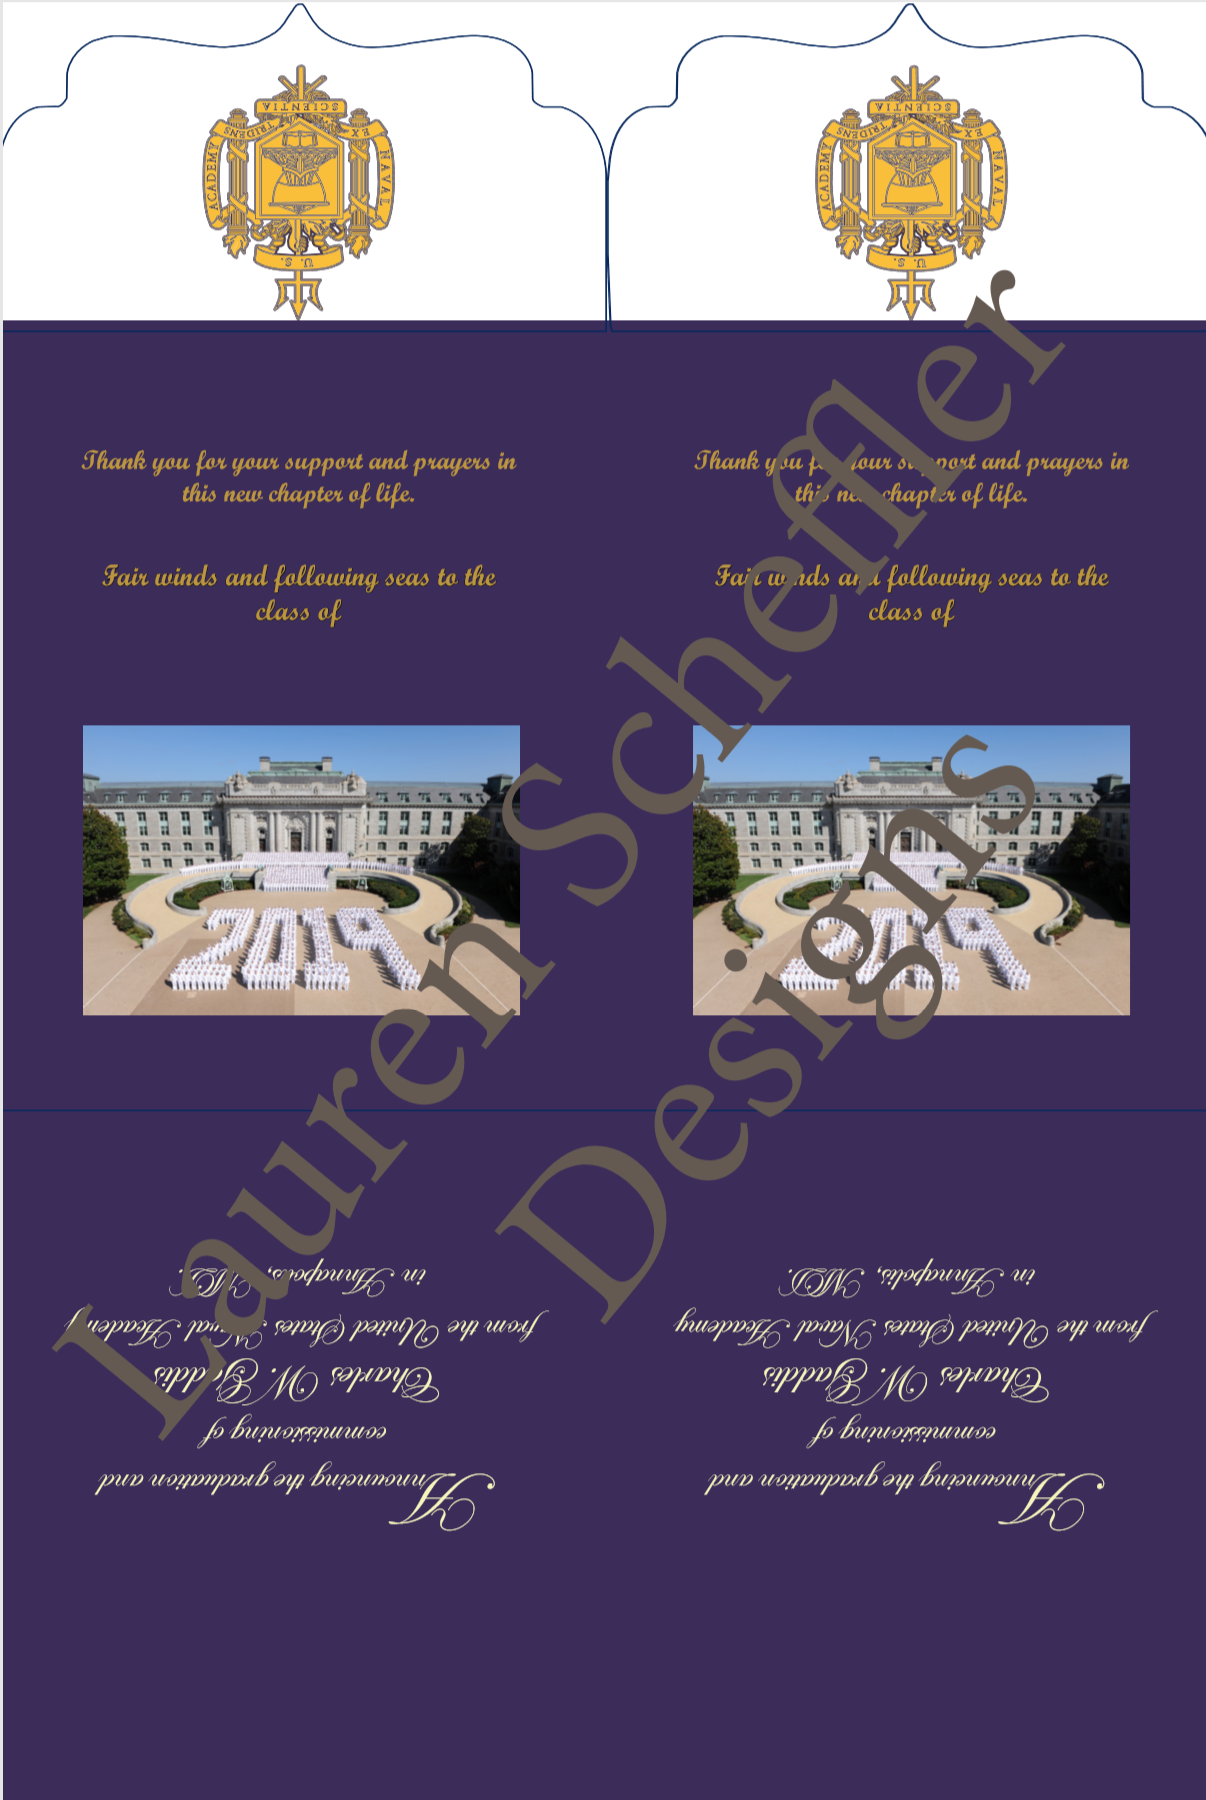 SCIENTIA
EX TRIDENS
ACADEMY
NAVAL
U. S.
SCIENTIA
EX TRIDENS
ACADEMY
NAVAL
U. S.
Thank you for your support and prayers in
this new chapter of life.
Fair winds and following seas to the
class of
2019
Thank you for your support and prayers in
this new chapter of life.
Fair winds and following seas to the
class of
2019
Announcing the graduation and
commissioning of
Charles W. Gaddis
from the United States Naval Academy
in Annapolis, MD.
Announcing the graduation and
commissioning of
Charles W. Gaddis
from the United States Naval Academy
in Annapolis, MD.
Lauren Scheffler
Designs